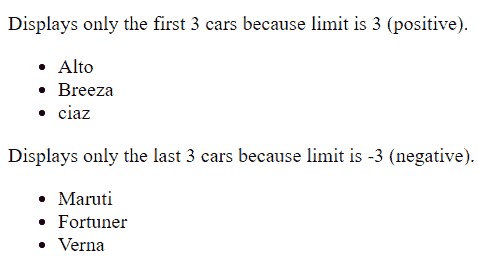 Displays only the first 3 cars because limit is 3 (positive).
• Alto
• Breeza
• ciaz
Displays only the last 3 cars because limit is -3 (negative).
• Maruti
• Fortuner
• Verna